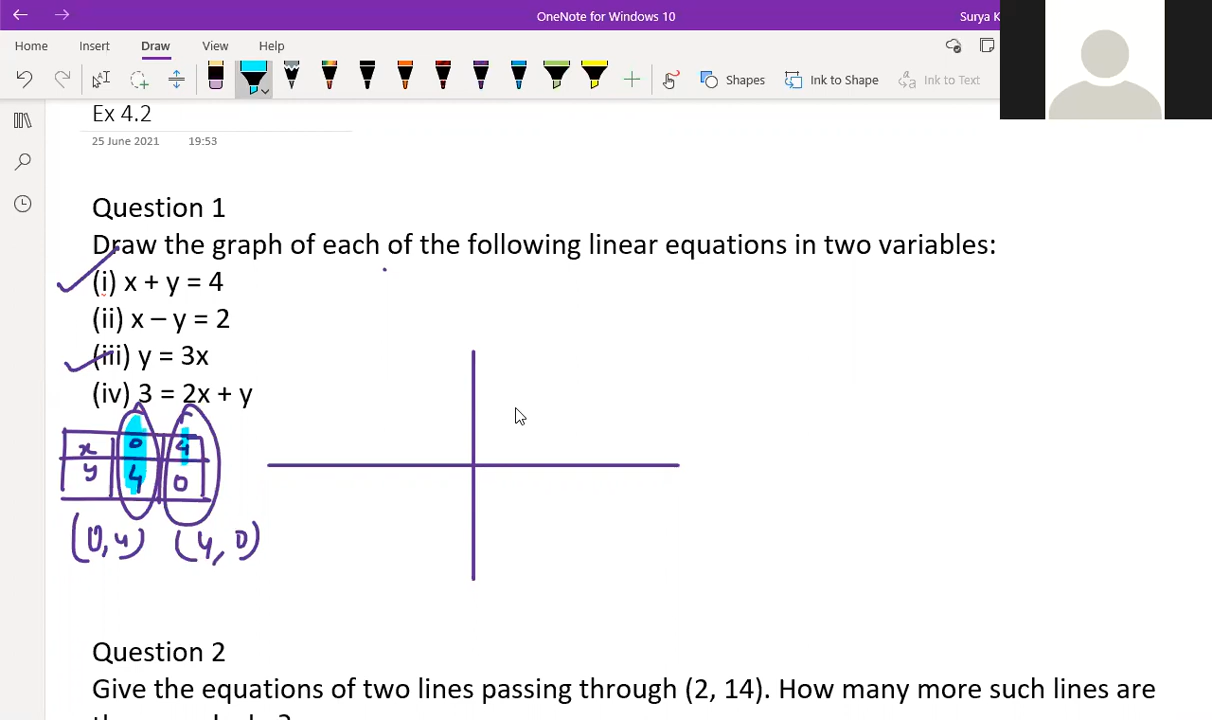 OneNote for Windows 10
Surya K
Home Insert Draw View Help
Shapes Ink to Shape Ink to Text
Ex 4.2
25 June 2021 19:53
Question 1
Draw the graph of each of the following linear equations in two variables:
(i) x + y = 4
(ii) x – y = 2
(iii) y = 3x
(iv) 3 = 2x + y
x 0 4
y 4 0
(0,4) (4,0)
Question 2
Give the equations of two lines passing through (2, 14). How many more such lines are